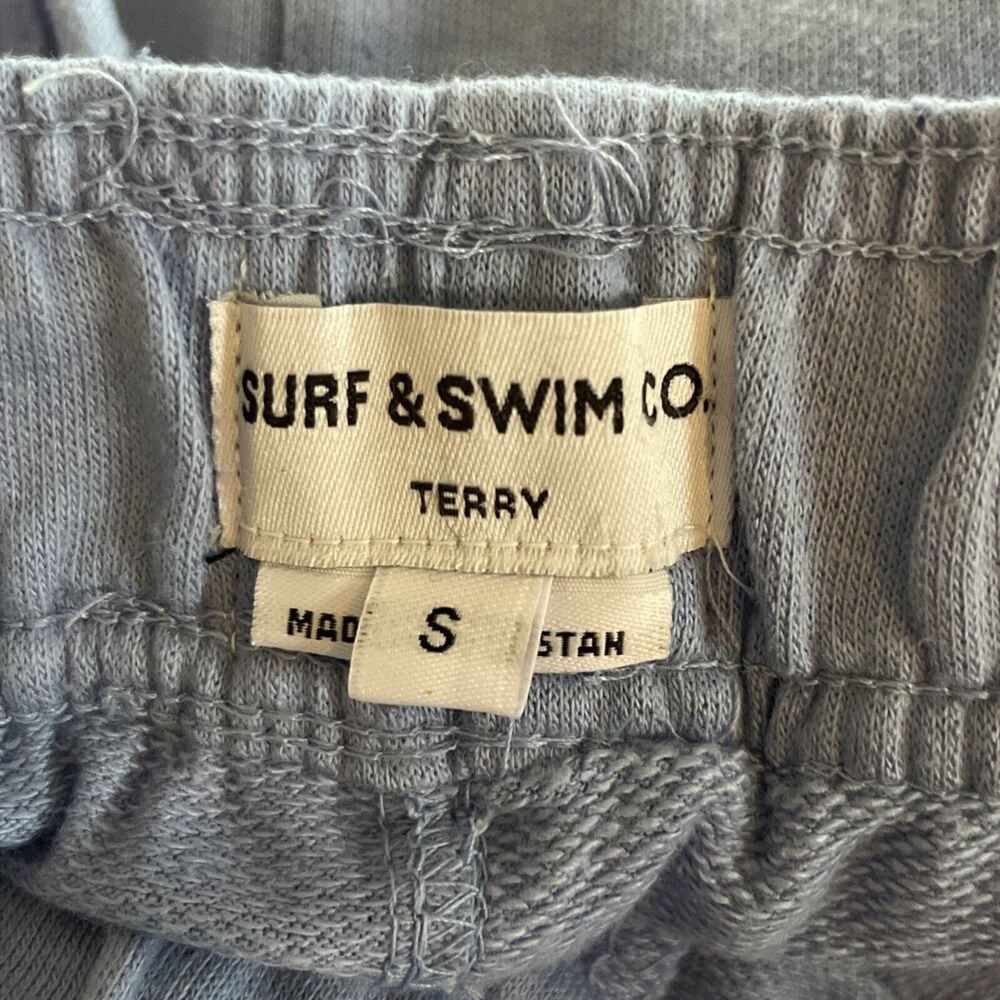 SURF & SWIM CO.
TERRY
S
MAD STAN